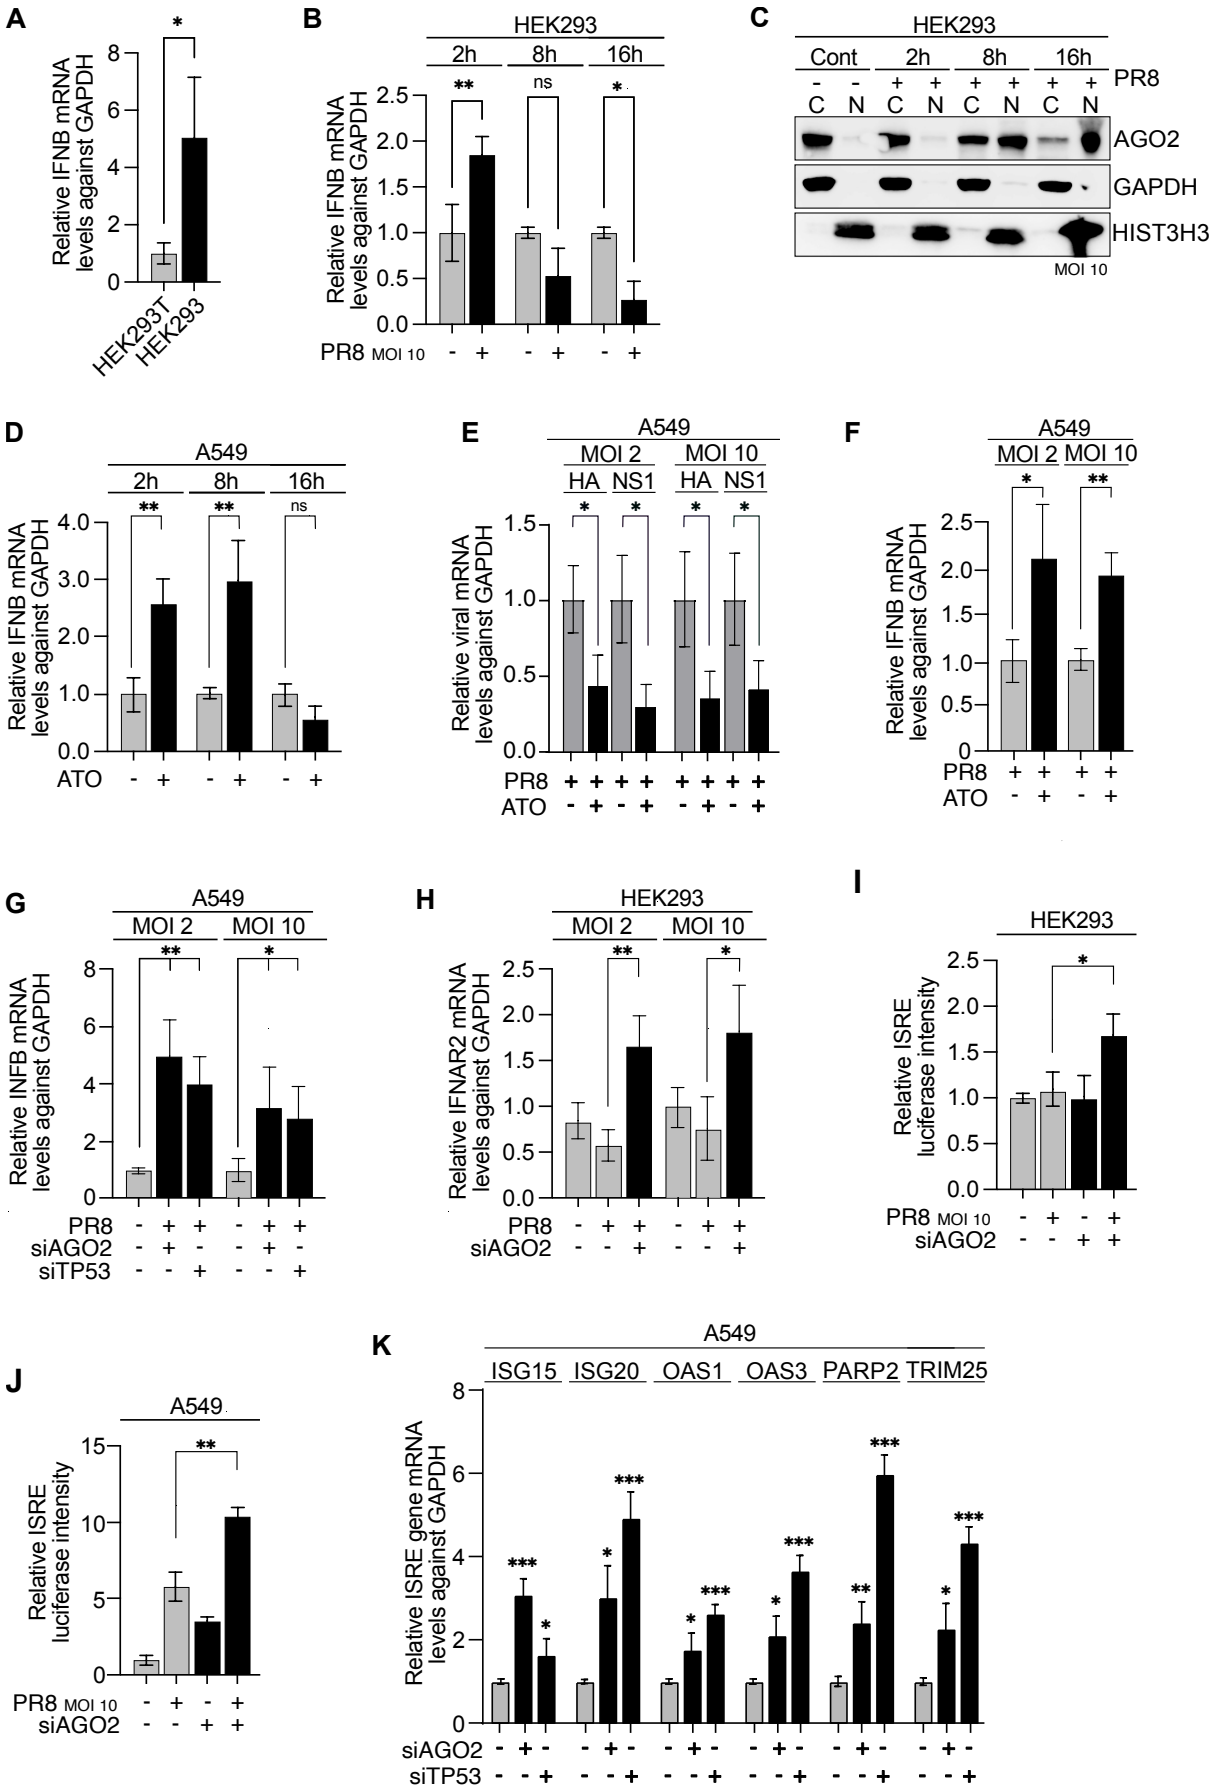 A
*
Relative IFNB mRNA
levels against GAPDH
8
6
4
2
0
HEK293T
HEK293
B
HEK293
2h 8h 16h
** ns *
Relative IFNB mRNA
levels against GAPDH
2.5
2.0
1.5
1.0
0.5
0.0
PR8 MOI 10 - + - + - +
C
HEK293
Cont 2h 8h 16h
- - + + + + + + PR8
C N C N C N C N
AGO2
GAPDH
HIST3H3
MOI 10
D
A549
2h 8h 16h
** ** ns
Relative IFNB mRNA
levels against GAPDH
4.0
3.0
2.0
1.0
0.0
ATO - + - + - +
E
A549
MOI 2 MOI 10
HA NS1 HA NS1
* * * *
Relative viral mRNA
levels against GAPDH
1.5
1.0
0.5
0.0
PR8 + + + + + + + +
ATO - + - + - + - +
F
A549
MOI 2 MOI 10
* **
Relative IFNB mRNA
levels against GAPDH
2.5
2.0
1.5
1.0
0.5
0
PR8 + + + +
ATO - + - +
G
A549
MOI 2 MOI 10
** *
Relative INFB mRNA
levels against GAPDH
8
6
4
2
0
PR8 - + + - + +
siAGO2 - + - - + -
siTP53 - - + - - +
H
HEK293
MOI 2 MOI 10
** *
Relative IFNAR2 mRNA
levels against GAPDH
2.5
2.0
1.5
1.0
0.5
0.0
PR8 - + + - + +
siAGO2 - - + - - +
I
HEK293
*
Relative ISRE
luciferase intensity
2.5
2.0
1.5
1.0
0.5
0.0
PR8 MOI 10 - + - +
siAGO2 - - + +
J
A549
**
Relative ISRE
luciferase intensity
15
10
5
0
PR8 MOI 10 - + - +
siAGO2 - - + +
K
A549
ISG15 ISG20 OAS1 OAS3 PARP2 TRIM25
Relative ISRE gene mRNA
levels against GAPDH
8
6
4
2
0
*** * * *** * *** * *** ** *** * ***
siAGO2 - + - - + - - + - - + - - + - - + -
siTP53 - - + - - + - - + - - + - - + - - +